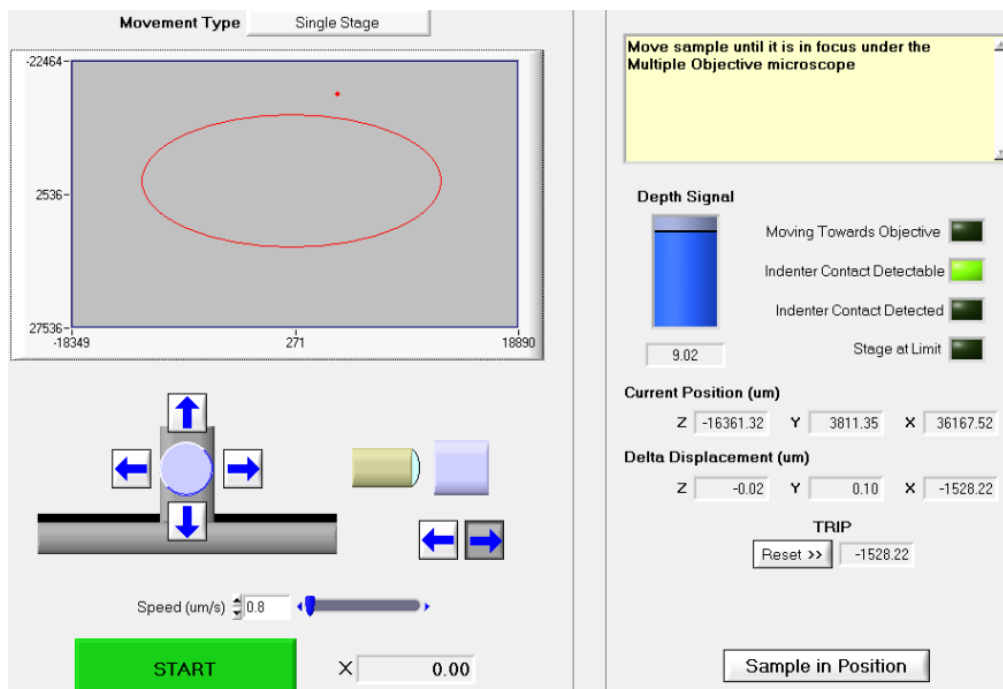 Movement Type
Single Stage
-22464
2536
27536
-18349
271
18890
Speed (um/s)
0.8
START
X
0.00
Move sample until it is in focus under the
Multiple Objective microscope
Depth Signal
9.02
Moving Towards Objective
Indenter Contact Detectable
Indenter Contact Detected
Stage at Limit
Current Position (um)
Z -16361.32 Y 3811.35 X 36167.52
Delta Displacement (um)
Z -0.02 Y 0.10 X -1528.22
TRIP
Reset >> -1528.22
Sample in Position